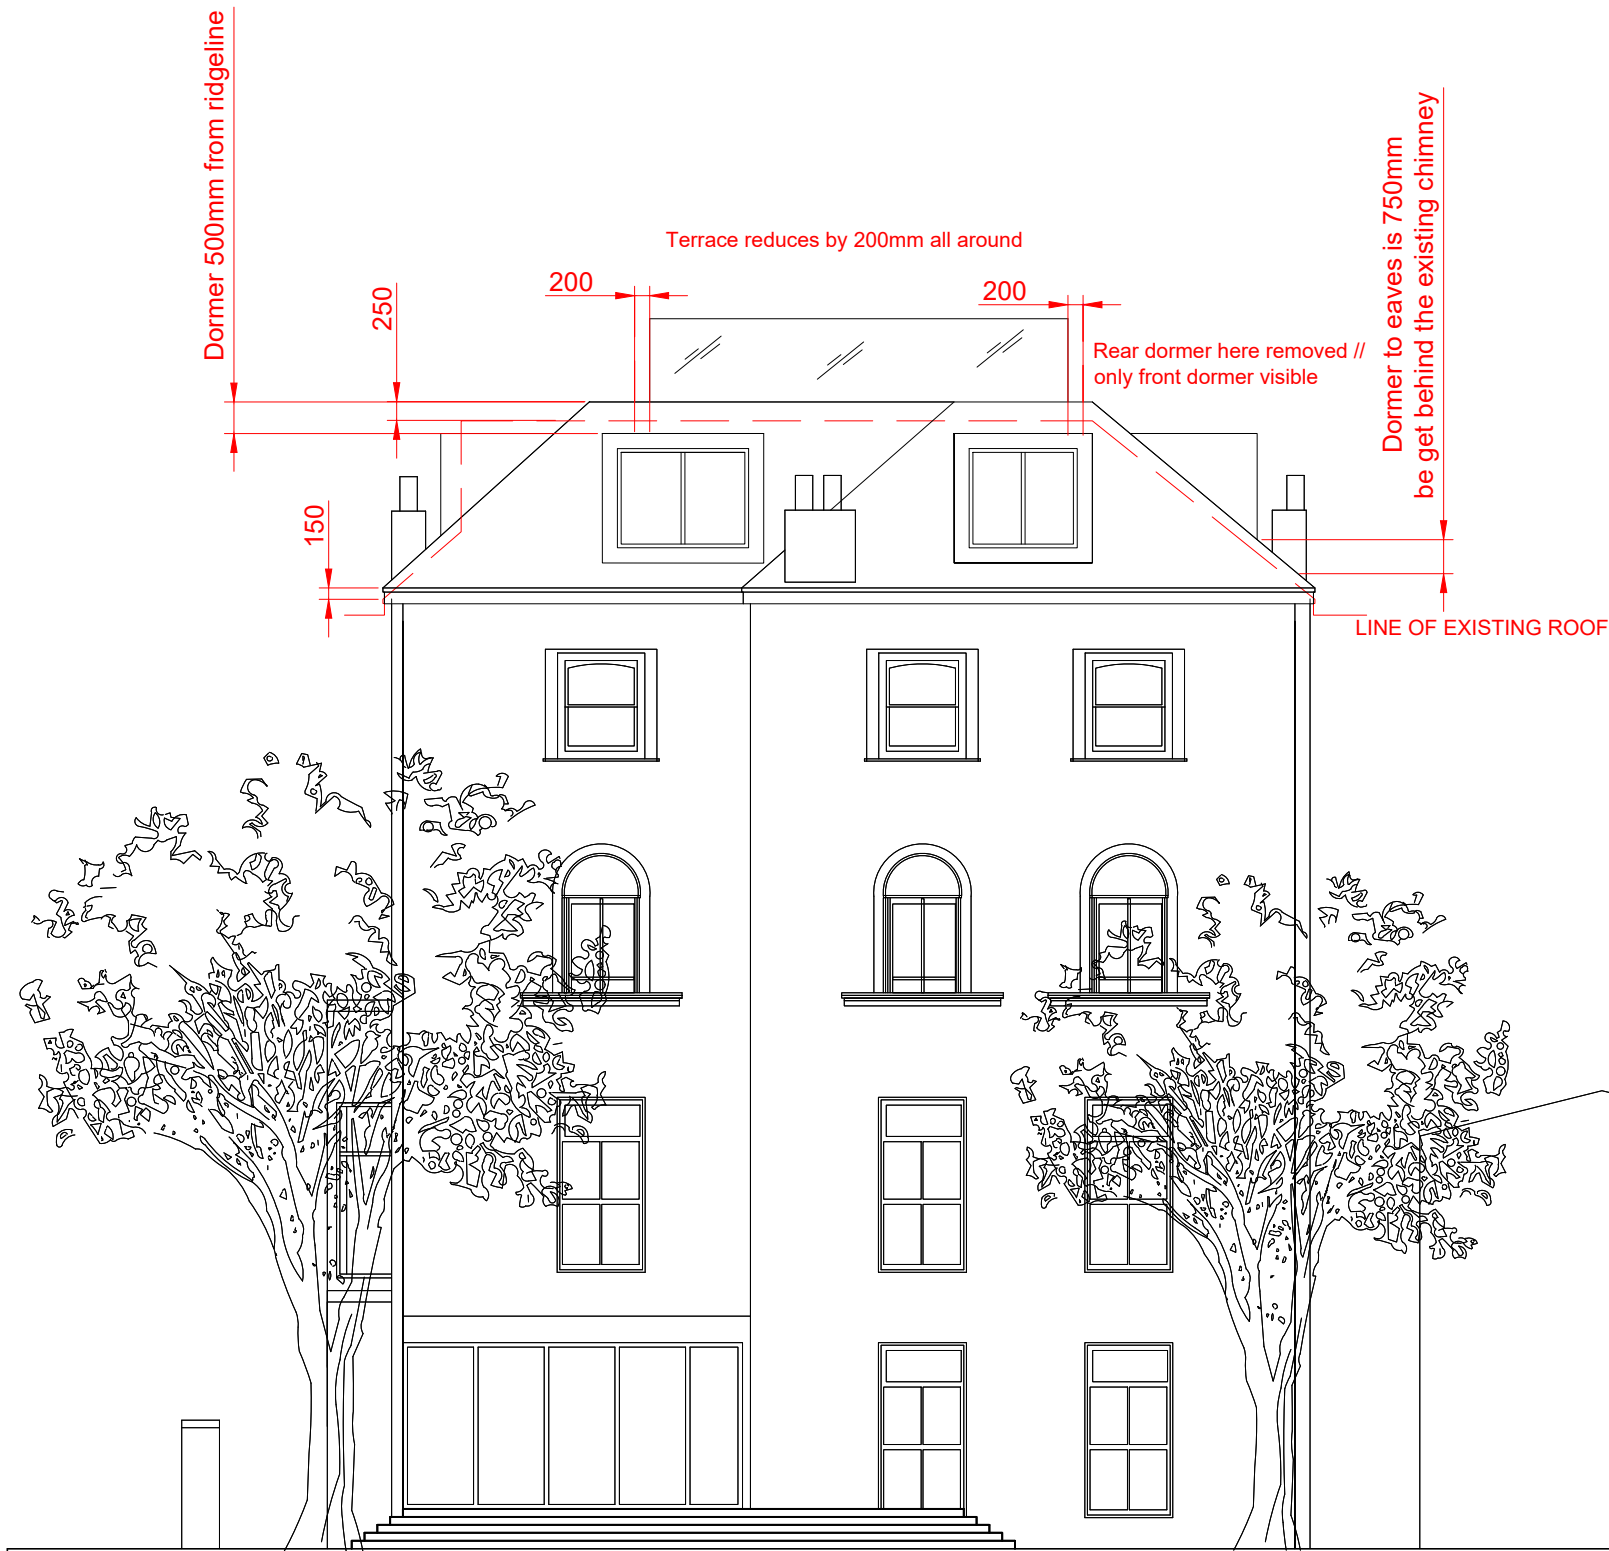 Dormer 500mm from ridgeline
250
150
Terrace reduces by 200mm all around
200
200
Rear dormer here removed //
only front dormer visible
Dormer to eaves is 750mm
be get behind the existing chimney
LINE OF EXISTING ROOF